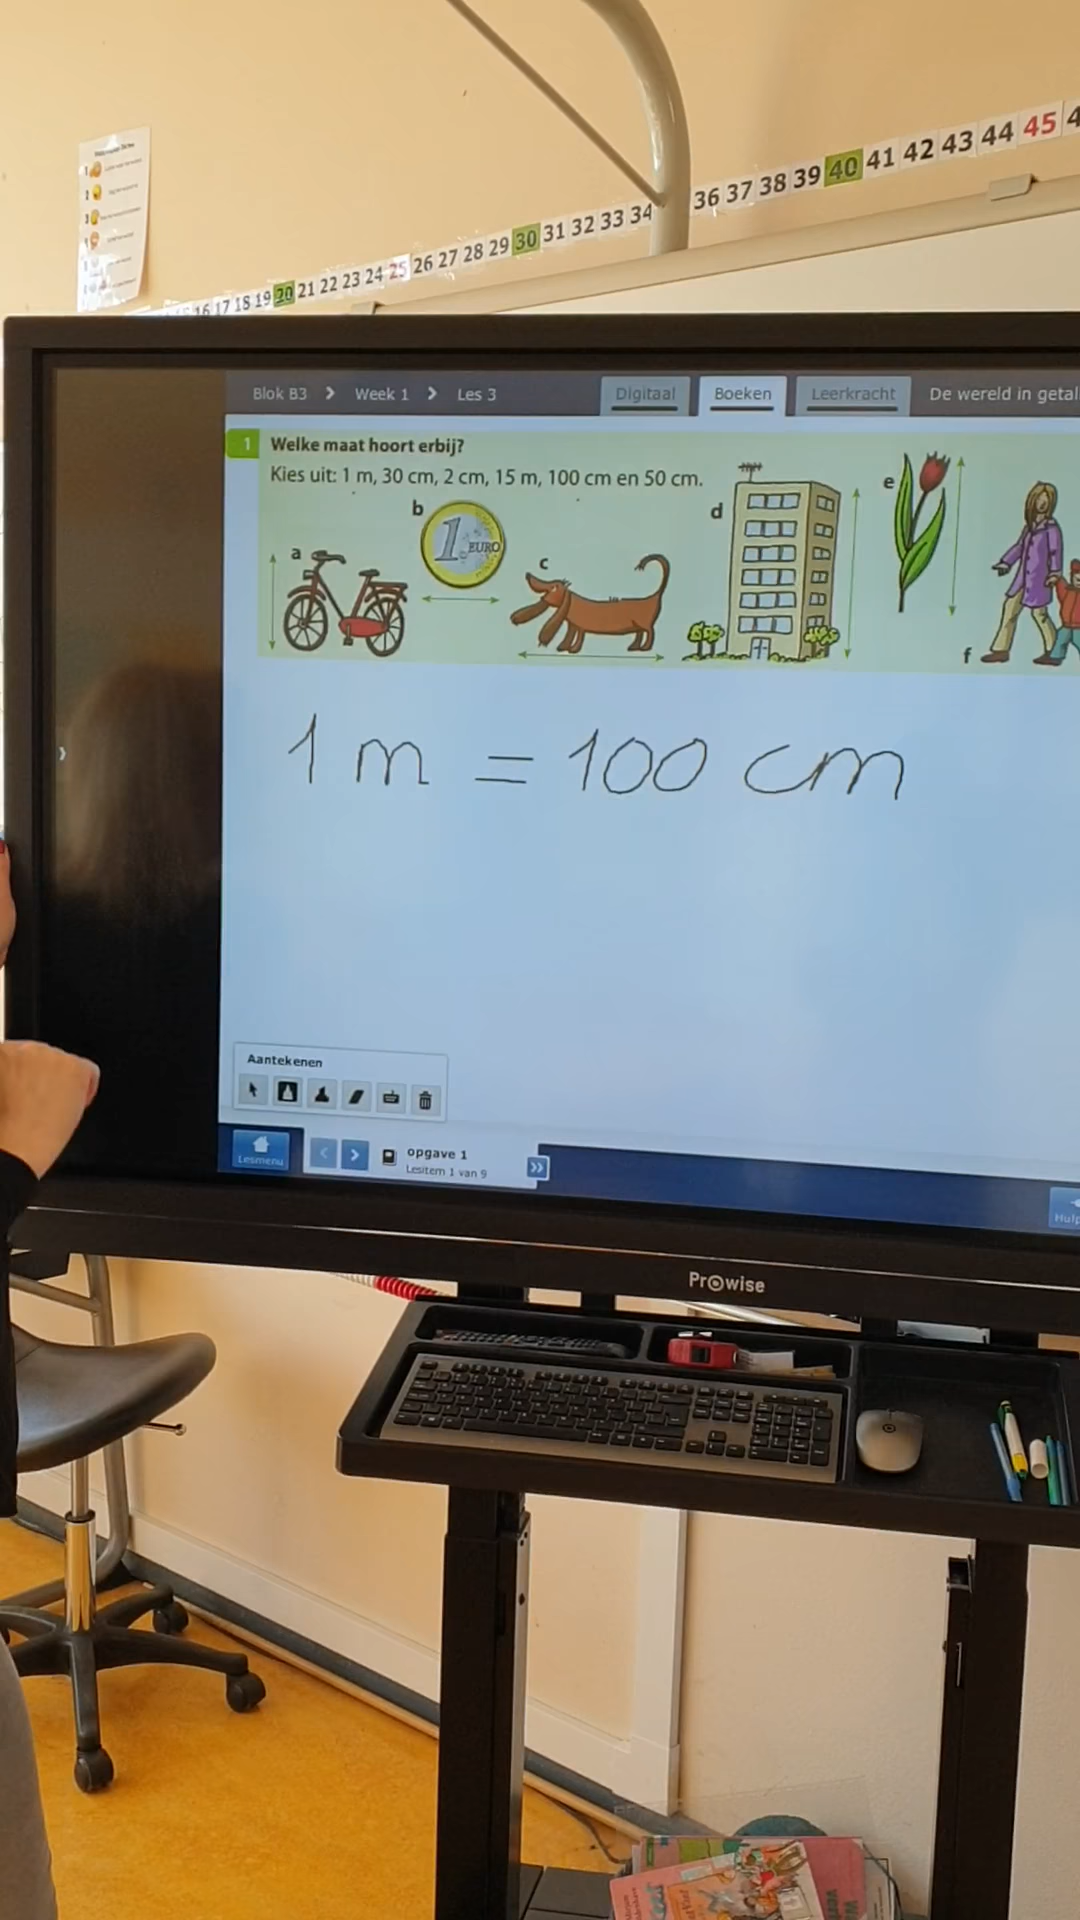 16 17 18 19 20 21 22 23 24 25 26 27 28 29 30 31 32 33 34 36 37 38 39 40 41 42 43 44 45 4
Blok B3 > Week 1 > Les 3 Digitaal Boeken Leerkracht De wereld in getal
1 Welke maat hoort erbij?
Kies uit: 1 m, 30 cm, 2 cm, 15 m, 100 cm en 50 cm.
a
b
1 EURO
c
d
e
f
1 m = 100 cm
Aantekenen
Lesmenu
opgave 1
Lesitem 1 van 9
Hulp
Prowise